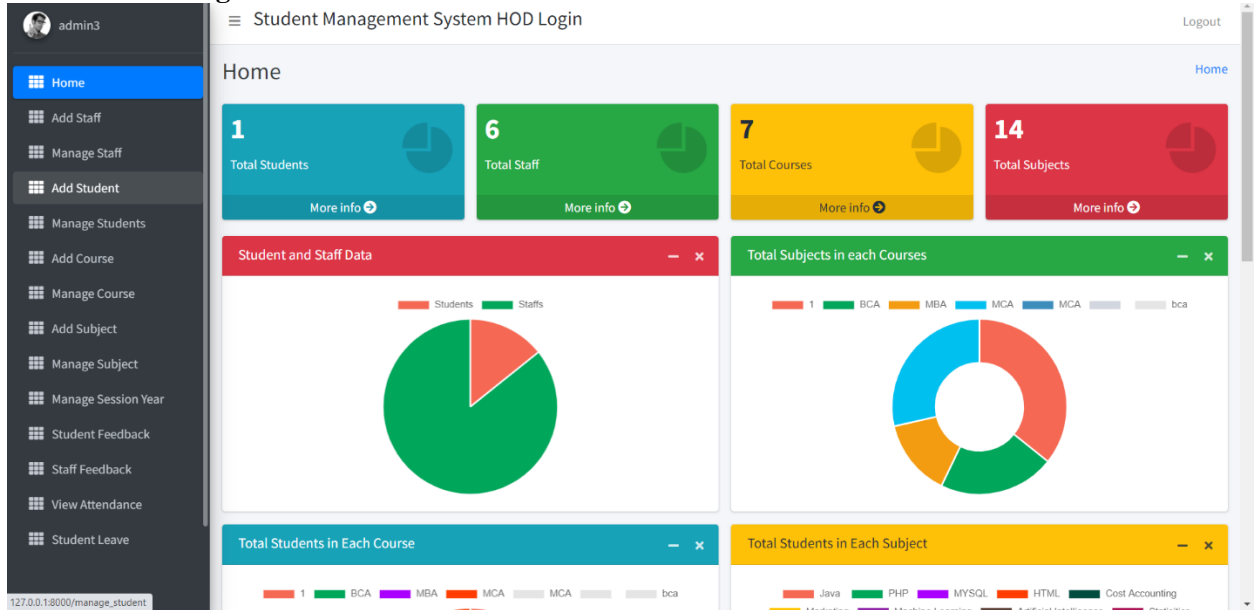 admin3
Student Management System HOD Login
Logout
Home
Add Staff
Manage Staff
Add Student
Manage Students
Add Course
Manage Course
Add Subject
Manage Subject
Manage Session Year
Student Feedback
Staff Feedback
View Attendance
Student Leave
127.0.0.1:8000/manage_student
Home
Home
1
Total Students
More info
6
Total Staff
More info
7
Total Courses
More info
14
Total Subjects
More info
Student and Staff Data
Students Staffs
Total Subjects in each Courses
1 BCA MBA MCA MCA bca
Total Students in Each Course
1 BCA MBA MCA MCA bca
Total Students in Each Subject
Java PHP MYSQL HTML Cost Accounting